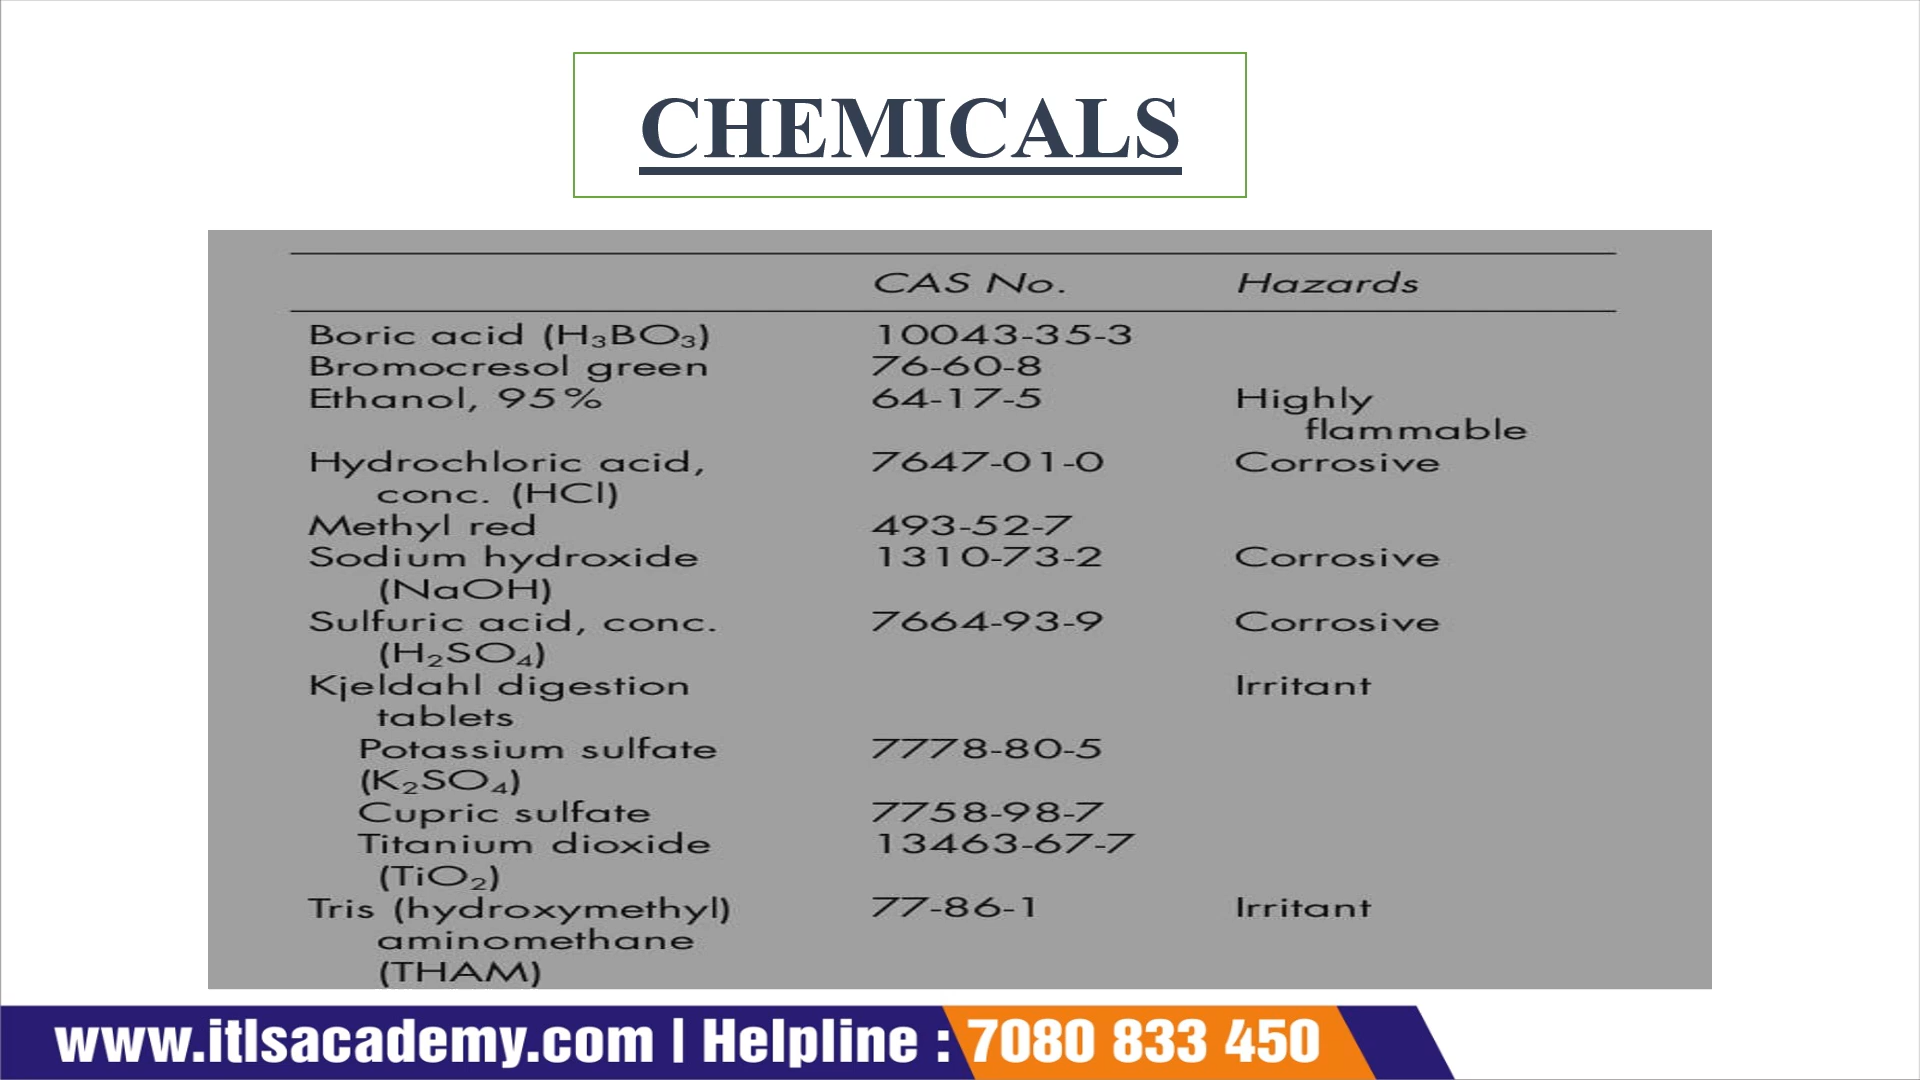 CHEMICALS
CAS No. Hazards
Boric acid (H₃BO₃) 10043-35-3
Bromocresol green 76-60-8
Ethanol, 95% 64-17-5 Highly
flammable
Hydrochloric acid, 7647-01-0 Corrosive
conc. (HCl)
Methyl red 493-52-7
Sodium hydroxide 1310-73-2 Corrosive
(NaOH)
Sulfuric acid, conc. 7664-93-9 Corrosive
(H₂SO₄)
Kjeldahl digestion Irritant
tablets
Potassium sulfate 7778-80-5
(K₂SO₄)
Cupric sulfate 7758-98-7
Titanium dioxide 13463-67-7
(TiO₂)
Tris (hydroxymethyl) 77-86-1 Irritant
aminomethane
(THAM)
www.itlsacademy.com | Helpline : 7080 833 450